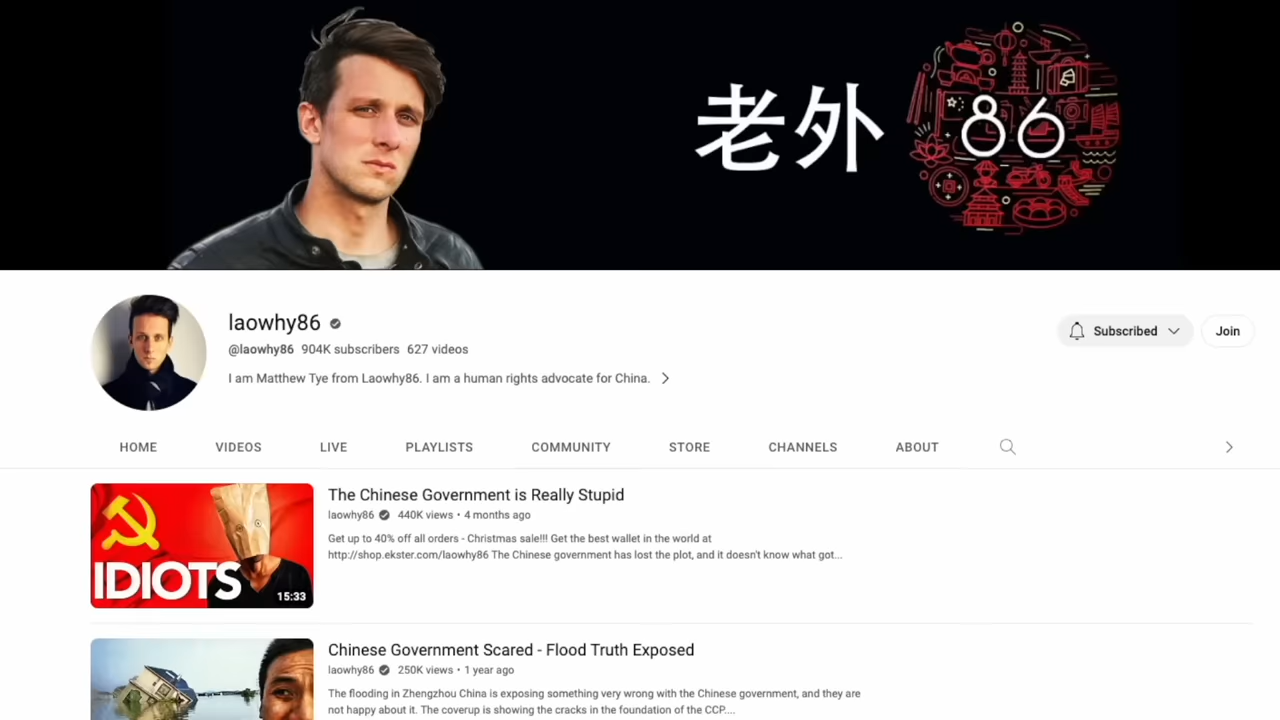 老外 86
laowhy86
@laowhy86 904K subscribers 627 videos
I am Matthew Tye from Laowhy86. I am a human rights advocate for China.
Subscribed
Join
HOME VIDEOS LIVE PLAYLISTS COMMUNITY STORE CHANNELS ABOUT
IDIOTS
15:33
The Chinese Government is Really Stupid
laowhy86 440K views • 4 months ago
Get up to 40% off all orders - Christmas sale!!! Get the best wallet in the world at
http://shop.ekster.com/laowhy86 The Chinese government has lost the plot, and it doesn't know what got...
Chinese Government Scared - Flood Truth Exposed
laowhy86 250K views • 1 year ago
The flooding in Zhengzhou China is exposing something very wrong with the Chinese government, and they are
not happy about it. The coverup is showing the cracks in the foundation of the CCP....